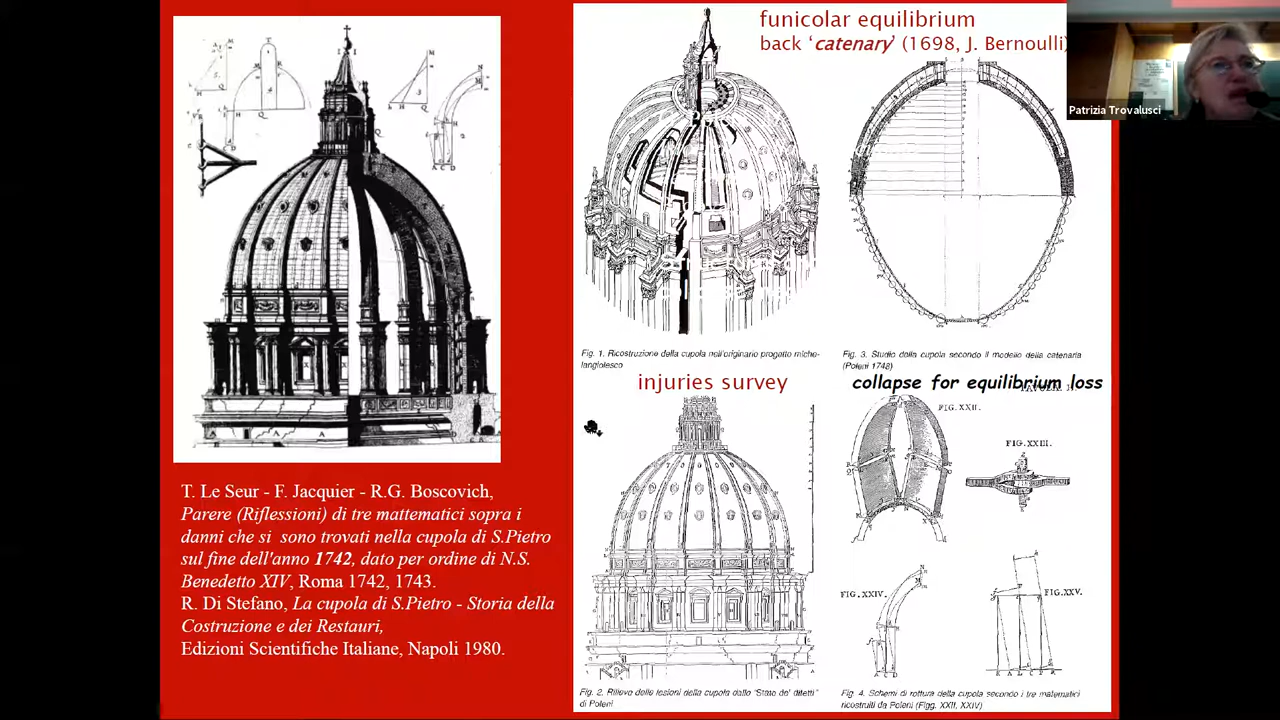 funicolar equilibrium
back ‘catenary’ (1698, J. Bernoulli)
Patrizia Trovalusci
Fig. 1. Ricostruzione della cupola nell'originario progetto miche-
langiolesco
Fig. 3. Studio della cupola secondo il modello della catenaria
(Poleni 1748)
injuries survey
collapse for equilibrium loss
FIG. XXII.
FIG. XXIII.
FIG. XXIV.
FIG. XXV.
Fig. 2. Rilievo delle lesioni della cupola dallo "Stato de' difetti"
di Poleni
Fig. 4. Schemi di rottura della cupola secondo i tre matematici
ricostruiti da Poleni (Figg. XXII, XXIV)
T. Le Seur - F. Jacquier - R.G. Boscovich,
Parere (Riflessioni) di tre mattematici sopra i
danni che si sono trovati nella cupola di S.Pietro
sul fine dell'anno 1742, dato per ordine di N.S.
Benedetto XIV, Roma 1742, 1743.
R. Di Stefano, La cupola di S.Pietro - Storia della
Costruzione e dei Restauri,
Edizioni Scientifiche Italiane, Napoli 1980.